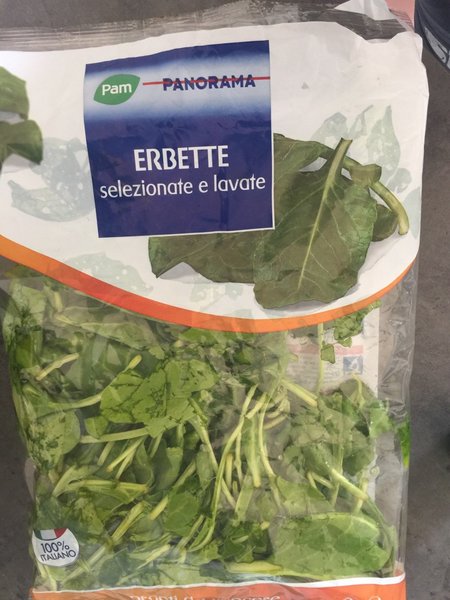 Pam PANORAMA
ERBETTE
selezionate e lavate
100%
ITALIANO